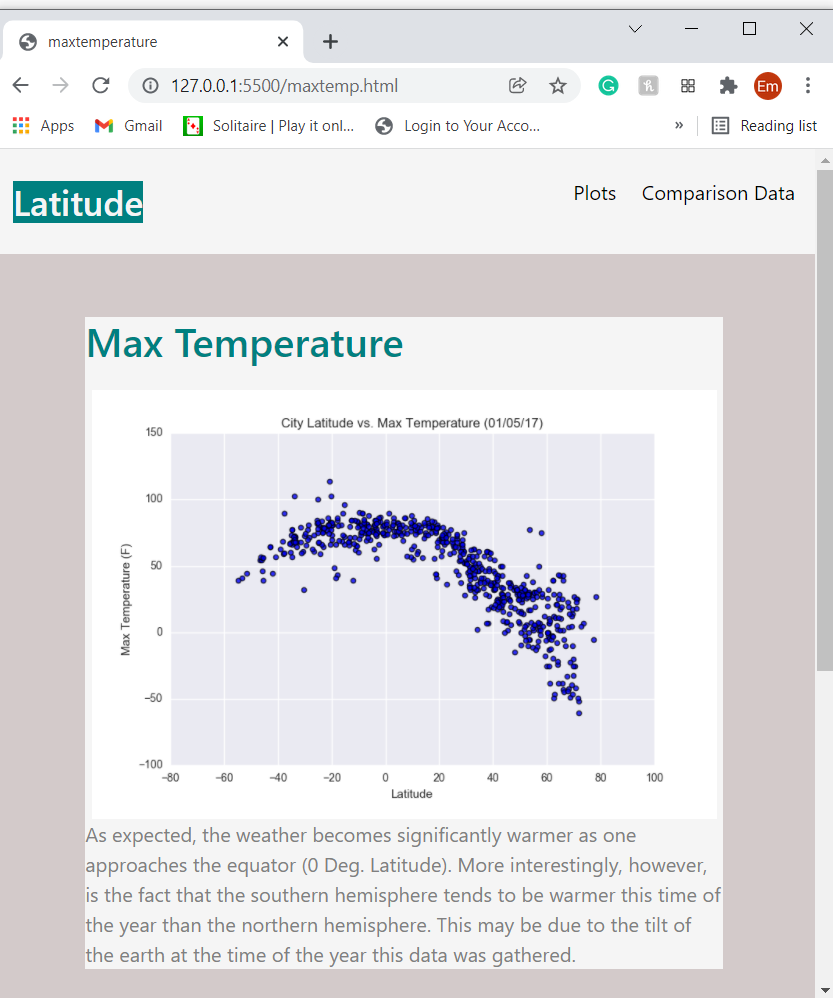 maxtemperature
127.0.0.1:5500/maxtemp.html
Em
Apps Gmail Solitaire | Play it onl... Login to Your Acco... » Reading list
Latitude Plots Comparison Data
Max Temperature
City Latitude vs. Max Temperature (01/05/17)
150
100
50
0
−50
−100
Max Temperature (F)
−80 −60 −40 −20 0 20 40 60 80 100
Latitude
As expected, the weather becomes significantly warmer as one
approaches the equator (0 Deg. Latitude). More interestingly, however,
is the fact that the southern hemisphere tends to be warmer this time of
the year than the northern hemisphere. This may be due to the tilt of
the earth at the time of the year this data was gathered.